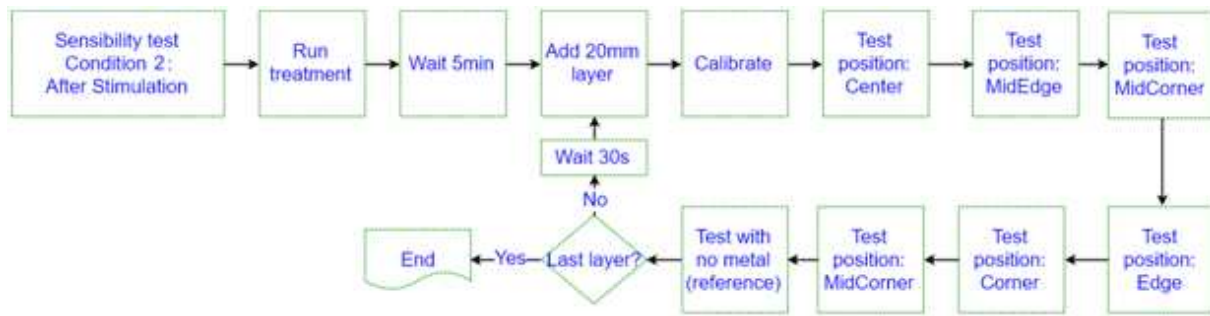 Sensibility test
Condition 2:
After Stimulation
Run
treatment
Wait 5min
Add 20mm
layer
Calibrate
Test
position:
Center
Test
position:
MidEdge
Test
position:
MidCorner
Wait 30s
No
End
Yes
Last layer?
Test with
no metal
(reference)
Test
position:
MidCorner
Test
position:
Corner
Test
position:
Edge